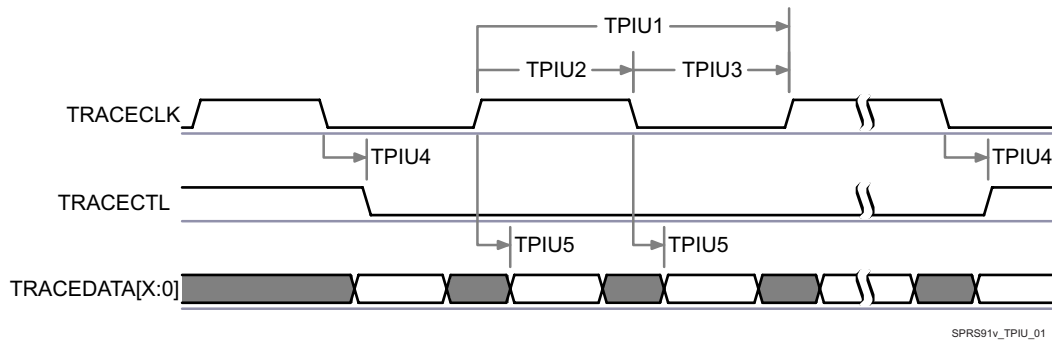 TPIU1
TPIU2 TPIU3
TRACECLK
TPIU4 TPIU4
TRACECTL
TPIU5 TPIU5
TRACEDATA[X:0]
SPRS91v_TPIU_01